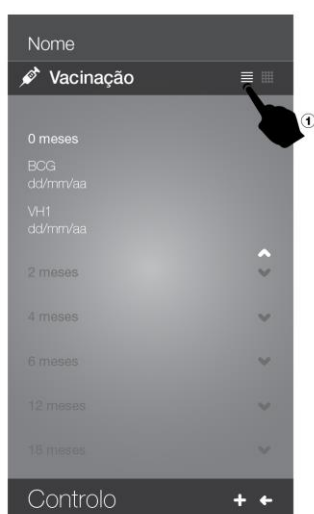 Nome
Vacinação
①
0 meses
BCG
dd/mm/aa
VH1
dd/mm/aa
2 meses
4 meses
6 meses
12 meses
18 meses
Controlo